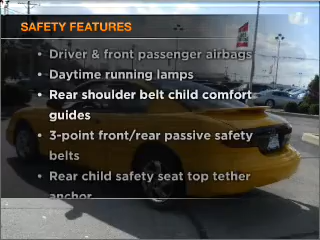 SAFETY FEATURES
• Driver & front passenger airbags
• Daytime running lamps
• Rear shoulder belt child comfort
guides
• 3-point front/rear passive safety
belts
• Rear child safety seat top tether
anchor